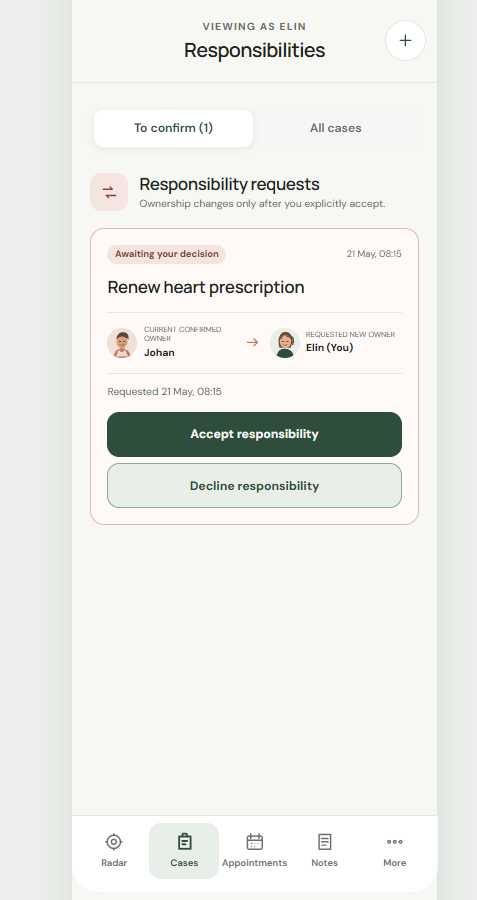 VIEWING AS ELIN
Responsibilities
To confirm (1)
All cases
Responsibility requests
Ownership changes only after you explicitly accept.
Awaiting your decision
21 May, 08:15
Renew heart prescription
CURRENT CONFIRMED
OWNER
Johan
REQUESTED NEW OWNER
Elin (You)
Requested 21 May, 08:15
Accept responsibility
Decline responsibility
Radar
Cases
Appointments
Notes
More